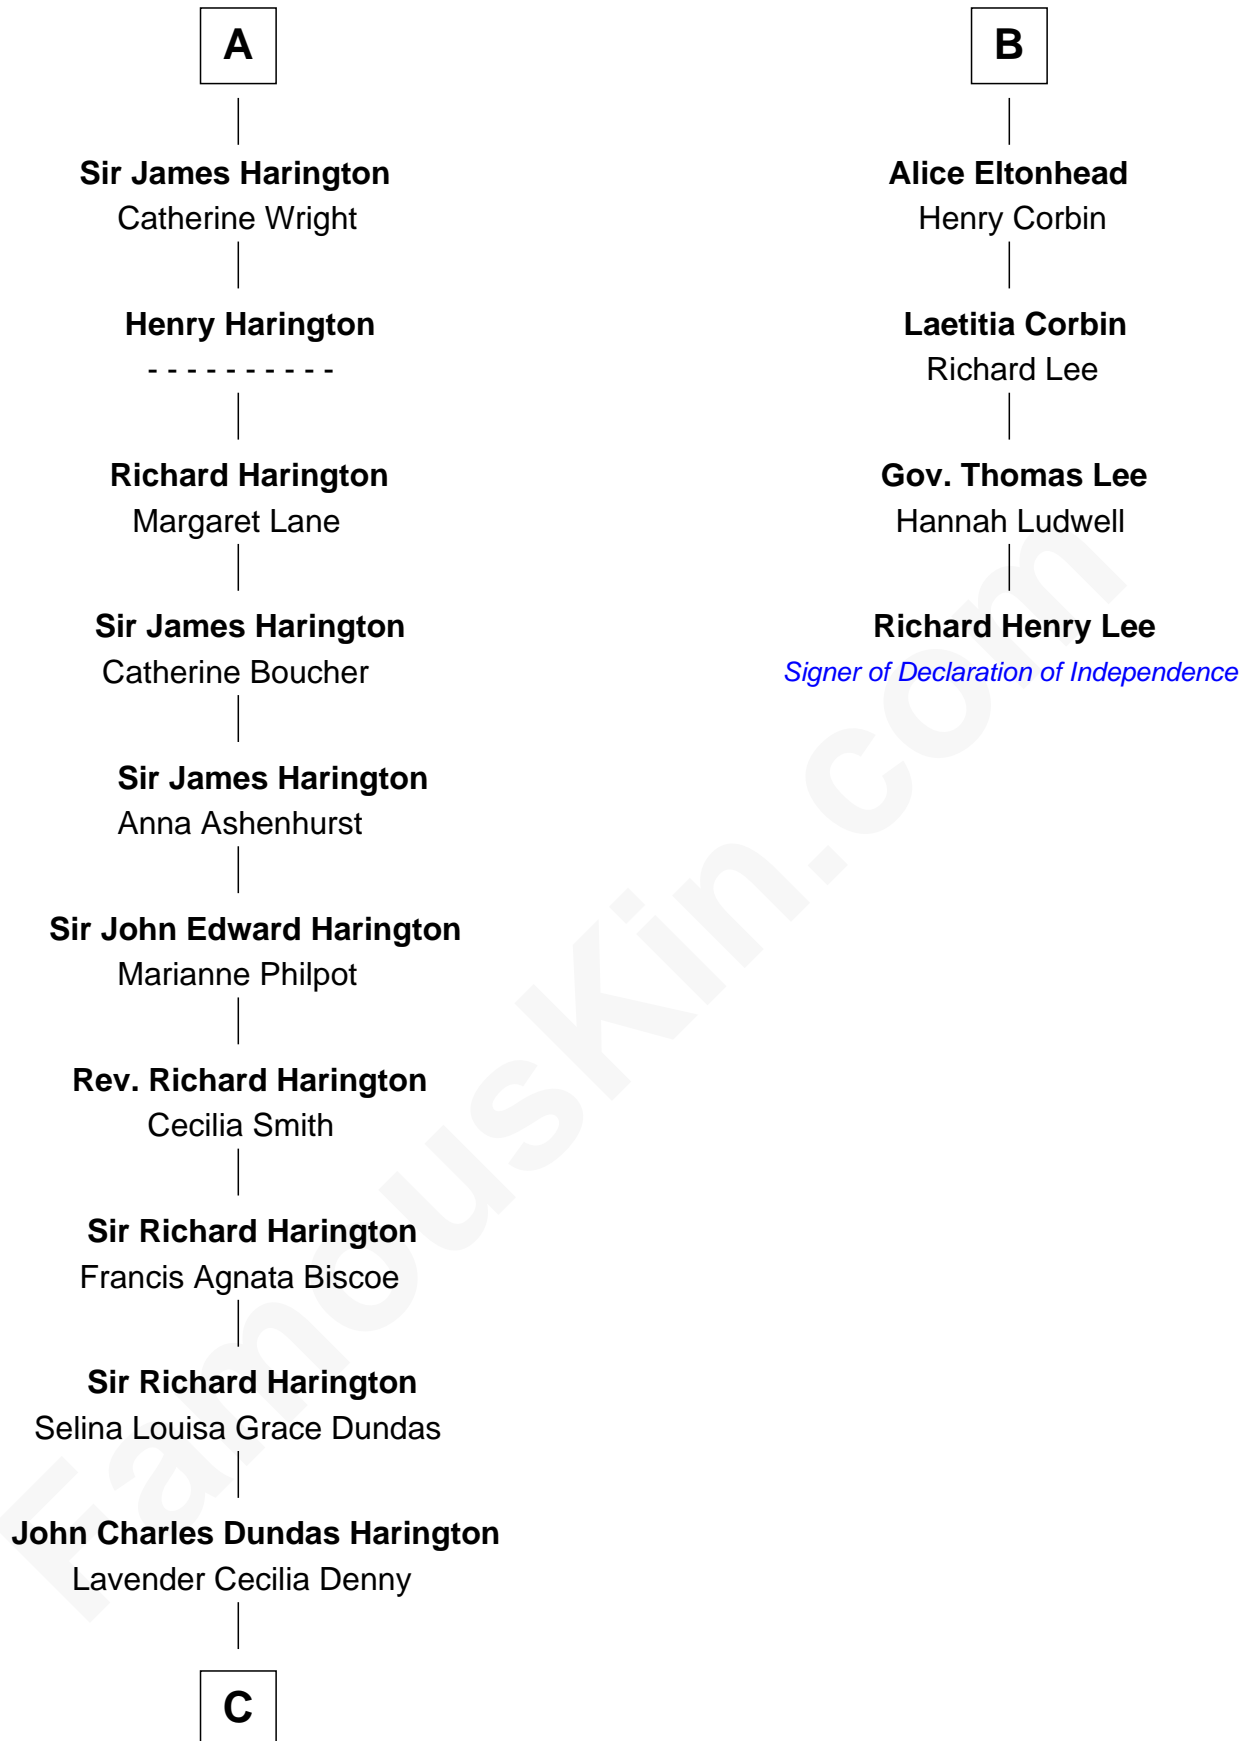 A
Sir James Harington
Catherine Wright
Henry Harington
- - - - - - - - - -
Richard Harington
Margaret Lane
Sir James Harington
Catherine Boucher
Sir James Harington
Anna Ashenhurst
Sir John Edward Harington
Marianne Philpot
Rev. Richard Harington
Cecilia Smith
Sir Richard Harington
Francis Agnata Biscoe
Sir Richard Harington
Selina Louisa Grace Dundas
John Charles Dundas Harington
Lavender Cecilia Denny
C
B
Alice Eltonhead
Henry Corbin
Laetitia Corbin
Richard Lee
Gov. Thomas Lee
Hannah Ludwell
Richard Henry Lee
Signer of Declaration of Independence
FamousKin.com